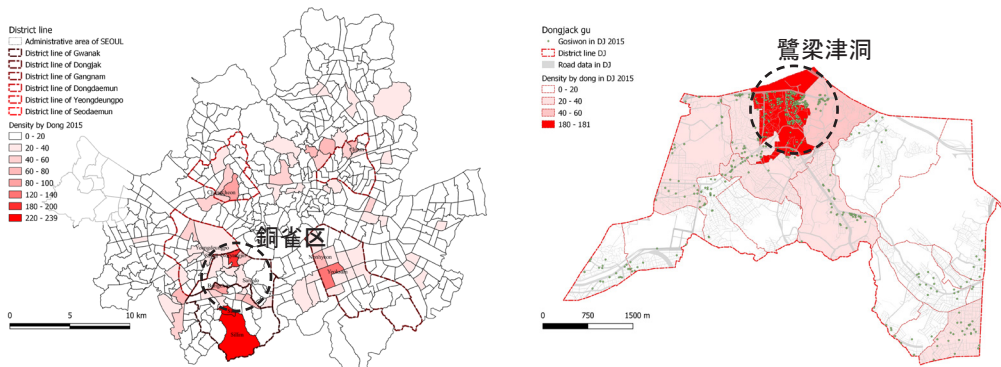 District line
Administrative area of SEOUL
District line of Gwanak
District line of Dongjak
District line of Gangnam
District line of Dongdaemun
District line of Yeongdeungpo
District line of Seodaemun
Density by Dong 2015
0 - 20
20 - 40
40 - 60
60 - 80
80 - 100
120 - 140
180 - 200
220 - 239
銅雀区
0 5 10 km
Dongjack gu
Gosiwon in DJ 2015
District line DJ
Road data in DJ
Density by dong in DJ 2015
0 - 20
20 - 40
40 - 60
180 - 181
鷺梁津洞
0 750 1500 m